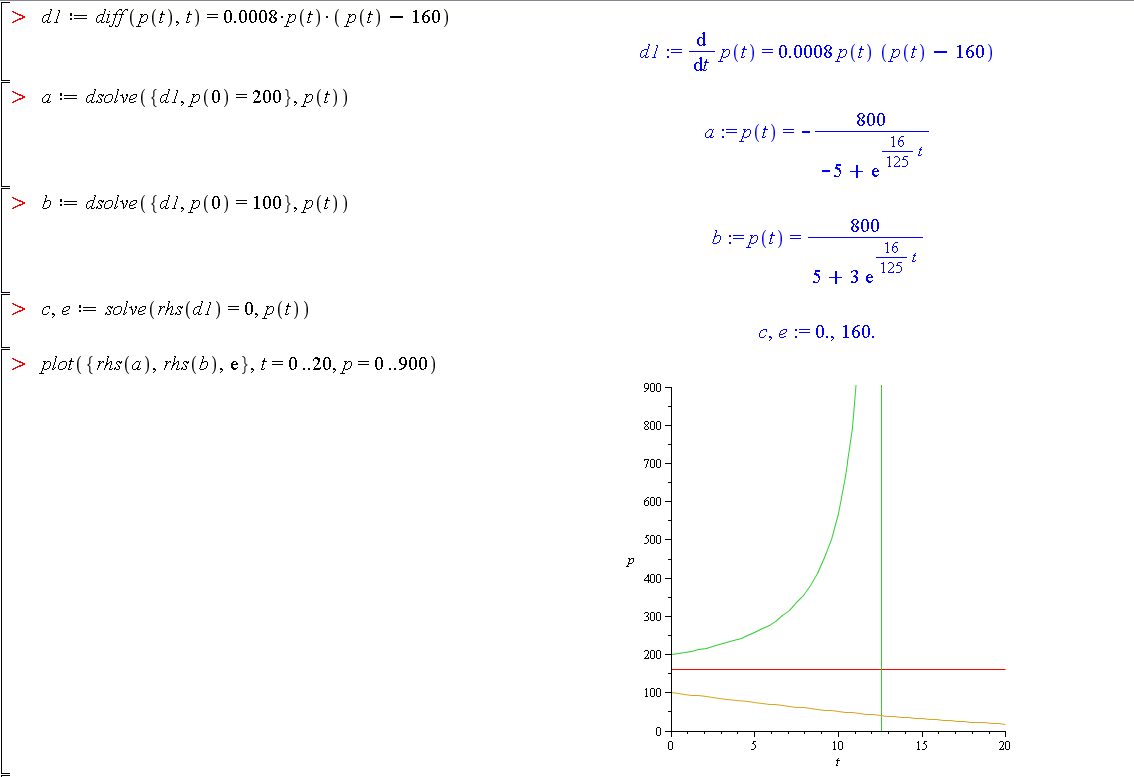 > d1 := diff(p(t), t) = 0.0008·p(t)·( p(t) − 160)
d1 := d/dt p(t) = 0.0008 p(t) (p(t) − 160)
> a := dsolve({d1, p(0) = 200}, p(t))
a := p(t) = − 800/(−5 + e^(16/125 t))
> b := dsolve({d1, p(0) = 100}, p(t))
b := p(t) = 800/(5 + 3 e^(16/125 t))
> c, e := solve(rhs(d1) = 0, p(t))
c, e := 0., 160.
> plot({rhs(a), rhs(b), e}, t = 0 ..20, p = 0 ..900)
900
800
700
600
500
p
400
300
200
100
0
0 5 10 15 20
t